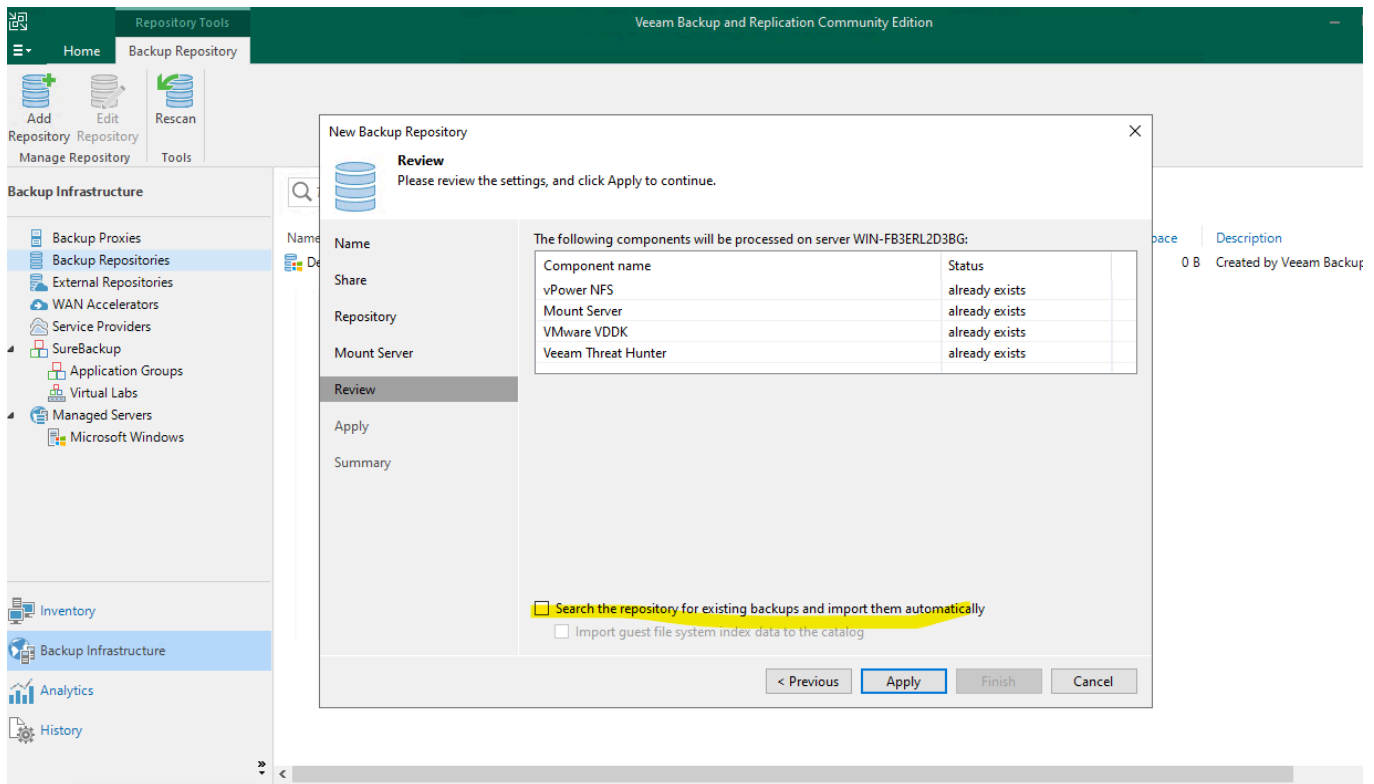 Repository Tools
Veeam Backup and Replication Community Edition
Home
Backup Repository
Add Repository
Edit Repository
Rescan
Manage Repository
Tools
Backup Infrastructure
Backup Proxies
Backup Repositories
External Repositories
WAN Accelerators
Service Providers
SureBackup
Application Groups
Virtual Labs
Managed Servers
Microsoft Windows
Inventory
Backup Infrastructure
Analytics
History
Name
Description
0 B Created by Veeam Backup
New Backup Repository
Review
Please review the settings, and click Apply to continue.
Name
Share
Repository
Mount Server
Review
Apply
Summary
The following components will be processed on server WIN-FB3ERL2D3BG:
Component name Status
vPower NFS already exists
Mount Server already exists
VMware VDDK already exists
Veeam Threat Hunter already exists
Search the repository for existing backups and import them automatically
Import guest file system index data to the catalog
< Previous
Apply
Finish
Cancel